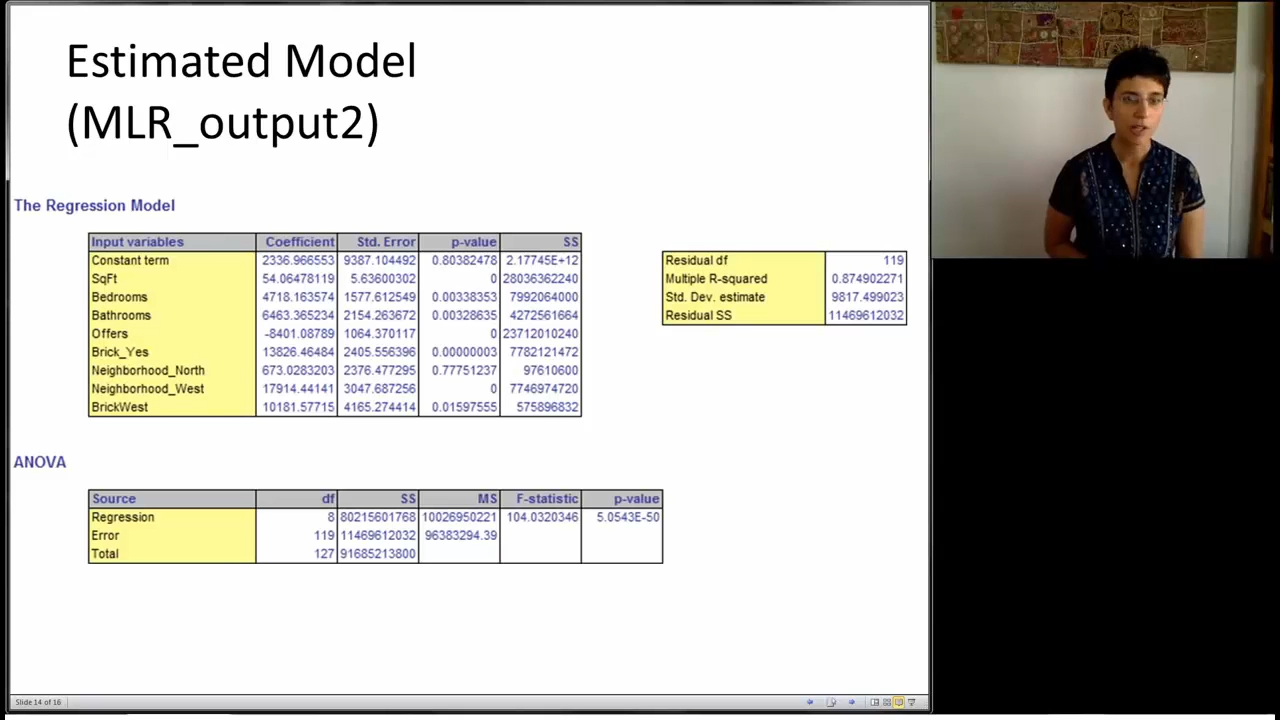 Estimated Model
(MLR_output2)
The Regression Model
Input variables Coefficient Std. Error p-value SS
Constant term 2336.966553 9387.104492 0.80382478 2.17745E+12
SqFt 54.06478119 5.63600302 0 28036362240
Bedrooms 4718.163574 1577.612549 0.00338353 7992064000
Bathrooms 6463.365234 2154.263672 0.00328635 4272561664
Offers -8401.08789 1064.370117 0 23712010240
Brick_Yes 13826.46484 2405.556396 0.00000003 7782121472
Neighborhood_North 673.0283203 2376.477295 0.77751237 97610600
Neighborhood_West 17914.44141 3047.687256 0 7746974720
BrickWest 10181.57715 4165.274414 0.01597555 575896832
Residual df 119
Multiple R-squared 0.874902271
Std. Dev. estimate 9817.499023
Residual SS 11469612032
ANOVA
Source df SS MS F-statistic p-value
Regression 8 80215601768 10026950221 104.0320346 5.0543E-50
Error 119 11469612032 96383294.39
Total 127 91685213800
Slide 14 of 16